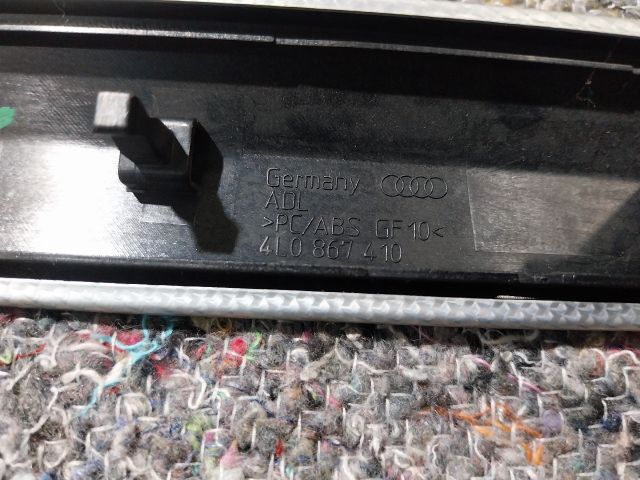 Germany
ADL
>PC/ABS GF10<
4L0 867 410